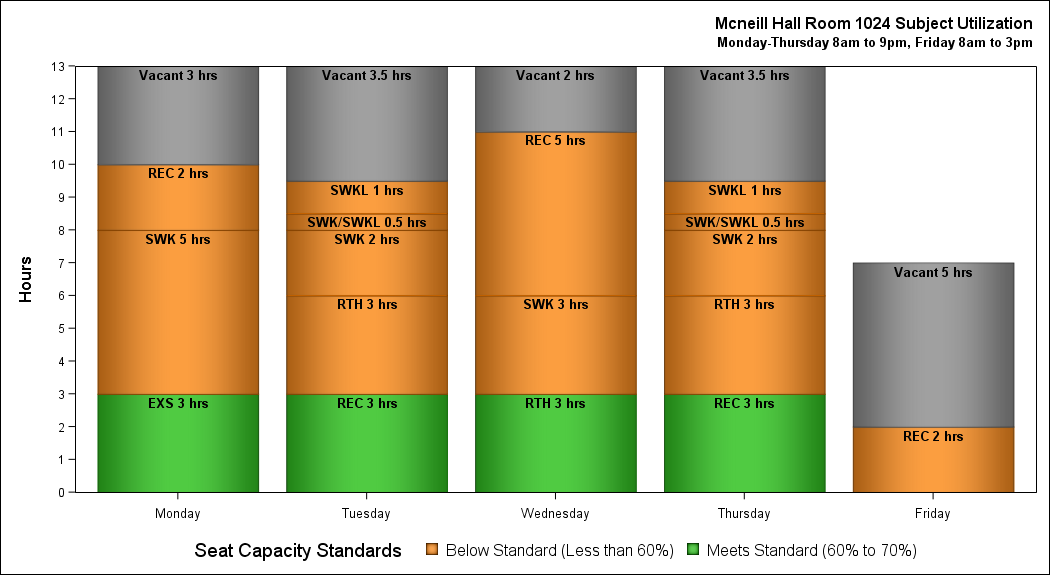 Mcneill Hall Room 1024 Subject Utilization
Monday-Thursday 8am to 9pm, Friday 8am to 3pm
Hours
13
12
11
10
9
8
7
6
5
4
3
2
1
0
Vacant 3 hrs
REC 2 hrs
SWK 5 hrs
EXS 3 hrs
Vacant 3.5 hrs
SWKL 1 hrs
SWK/SWKL 0.5 hrs
SWK 2 hrs
RTH 3 hrs
REC 3 hrs
Vacant 2 hrs
REC 5 hrs
SWK 3 hrs
RTH 3 hrs
Vacant 3.5 hrs
SWKL 1 hrs
SWK/SWKL 0.5 hrs
SWK 2 hrs
RTH 3 hrs
REC 3 hrs
Vacant 5 hrs
REC 2 hrs
Monday
Tuesday
Wednesday
Thursday
Friday
Seat Capacity Standards
Below Standard (Less than 60%)
Meets Standard (60% to 70%)